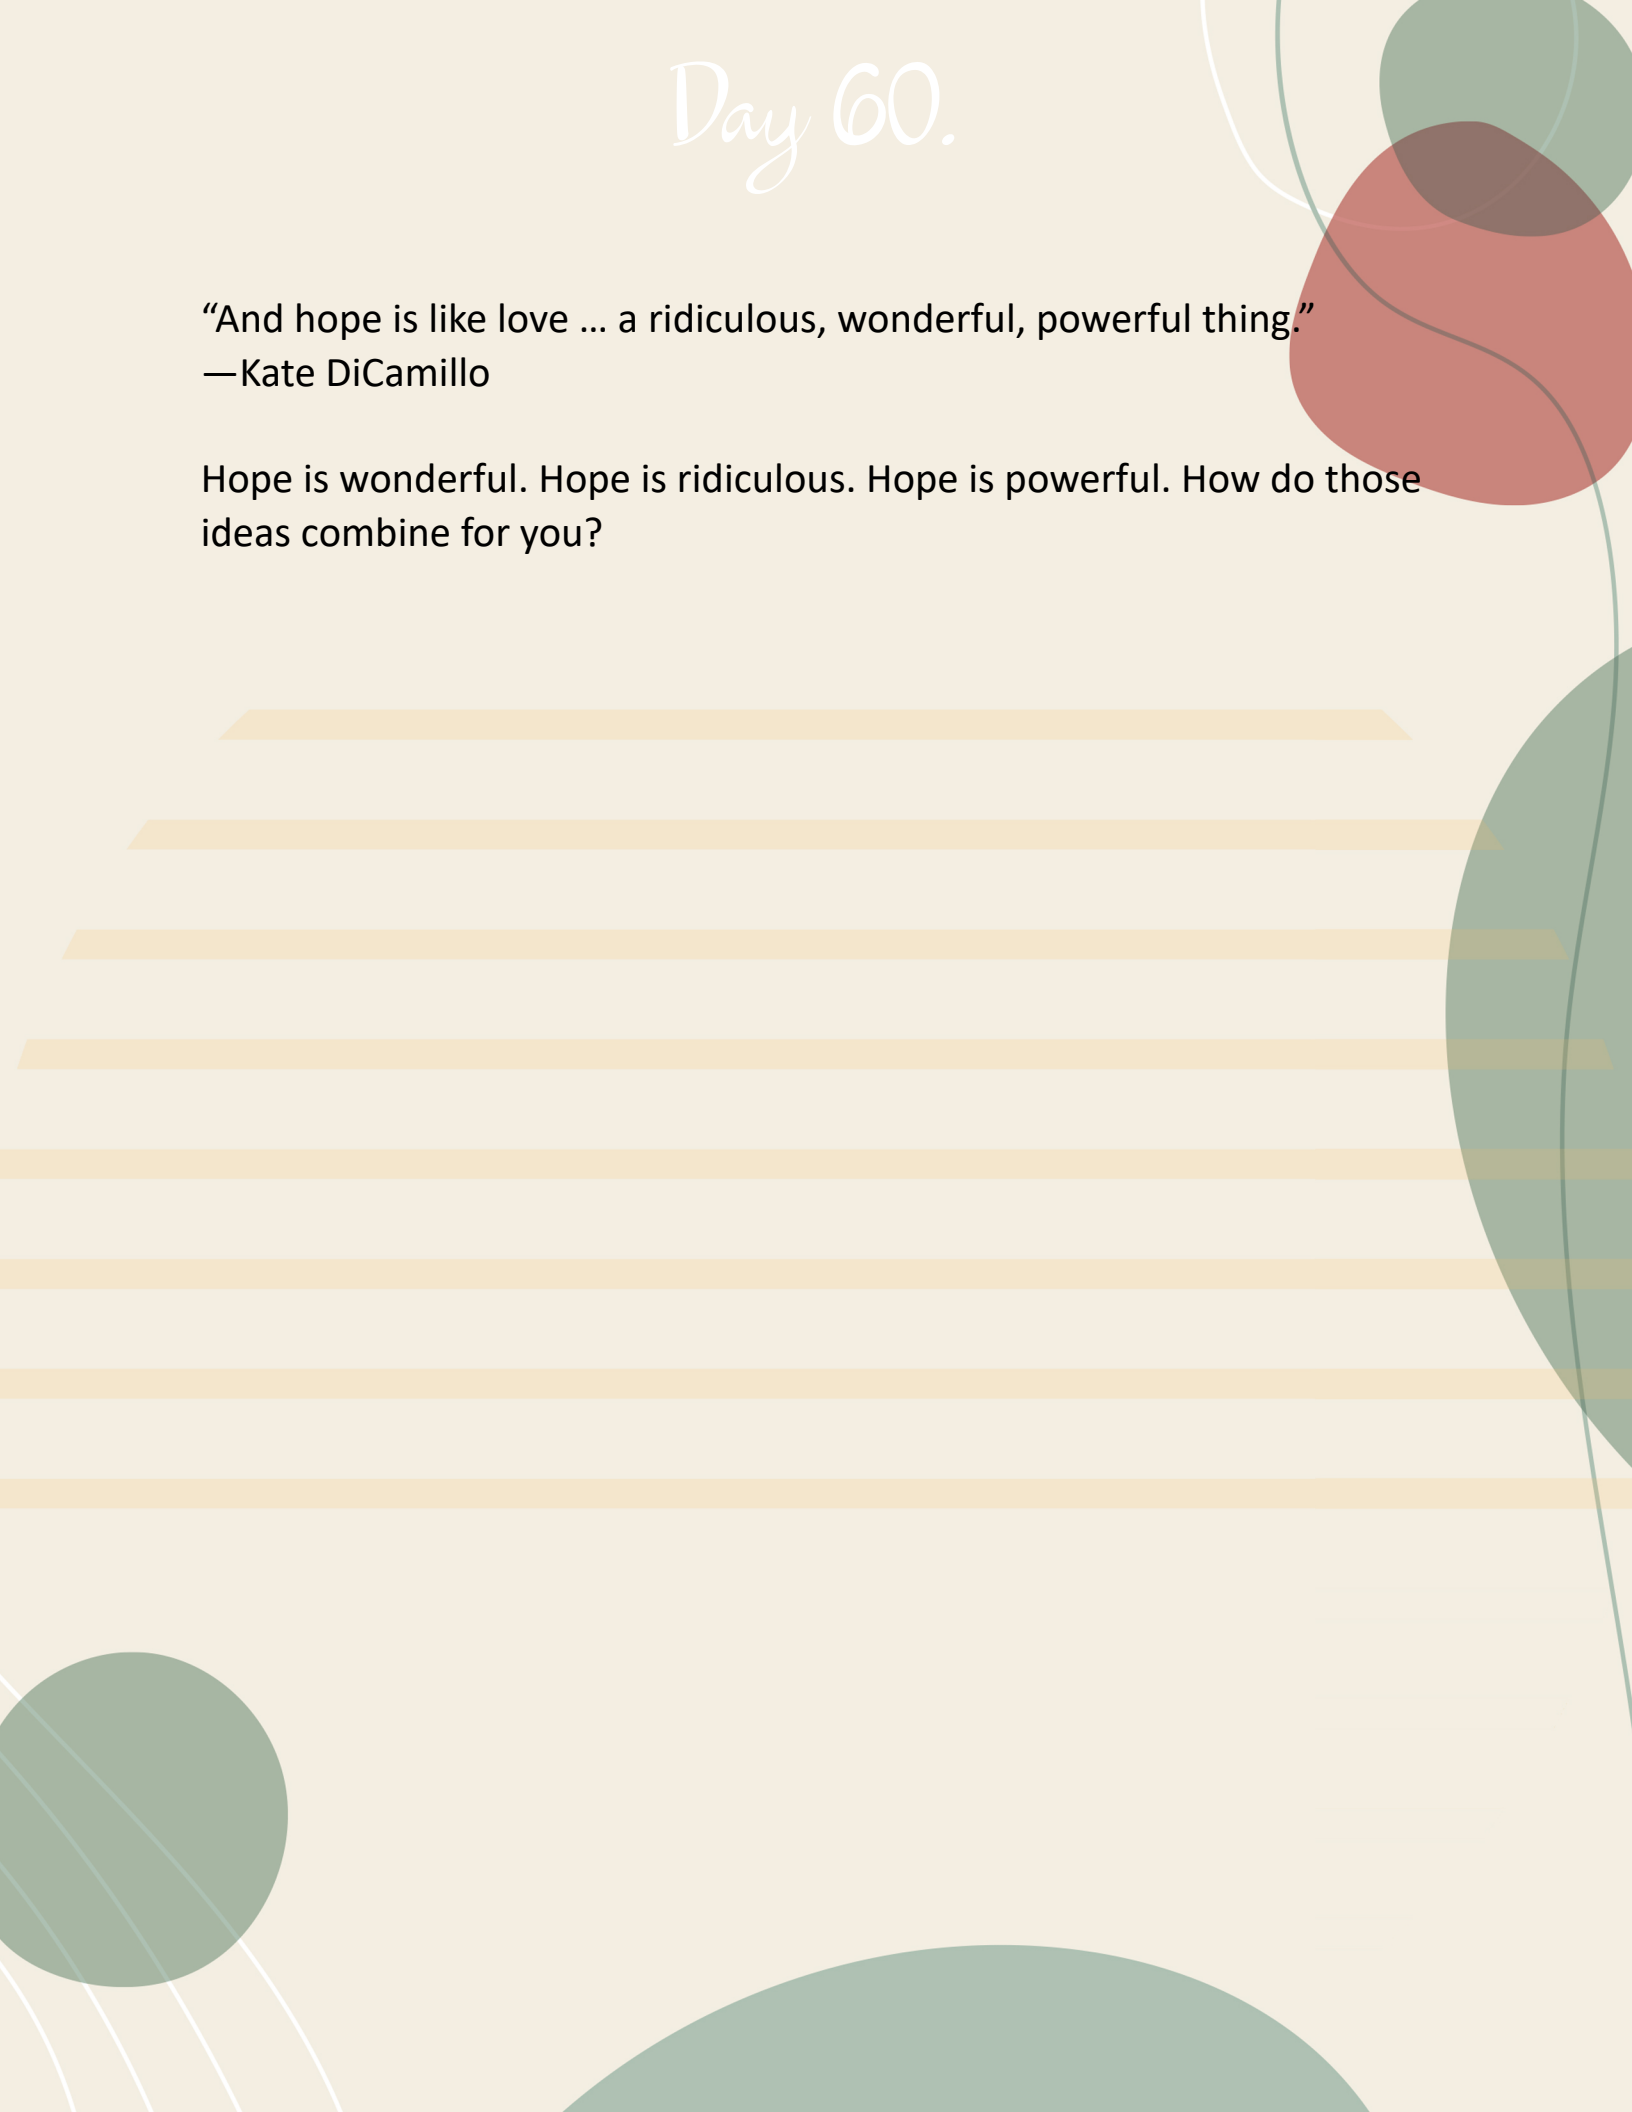 Day 60.
“And hope is like love … a ridiculous, wonderful, powerful thing.”
—Kate DiCamillo
Hope is wonderful. Hope is ridiculous. Hope is powerful. How do those
ideas combine for you?